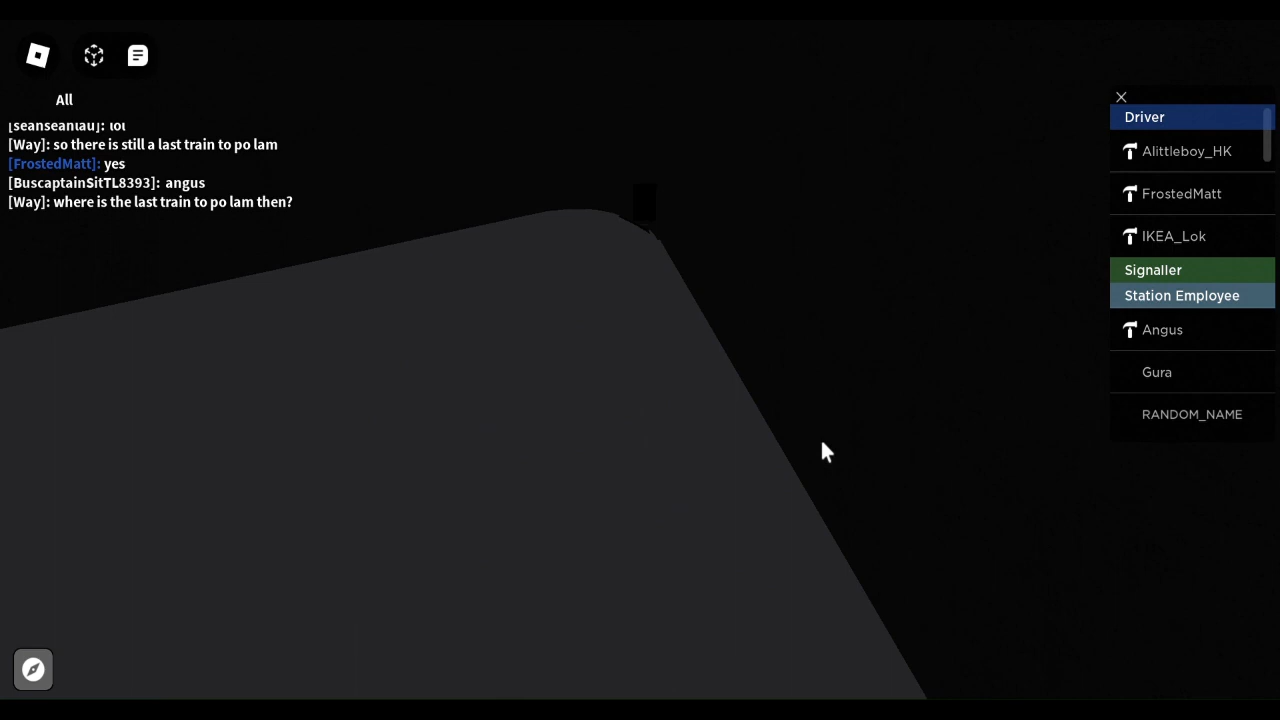 All
[seanseanlau]: lol
[Way]: so there is still a last train to po lam
[FrostedMatt]: yes
[BuscaptainSitTL8393]: angus
[Way]: where is the last train to po lam then?
Driver
Alittleboy_HK
FrostedMatt
IKEA_Lok
Signaller
Station Employee
Angus
Gura
RANDOM_NAME